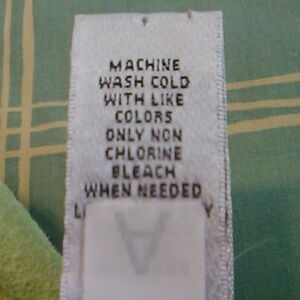 MACHINE
WASH COLD
WITH LIKE
COLORS
ONLY NON
CHLORINE
BLEACH
WHEN NEEDED